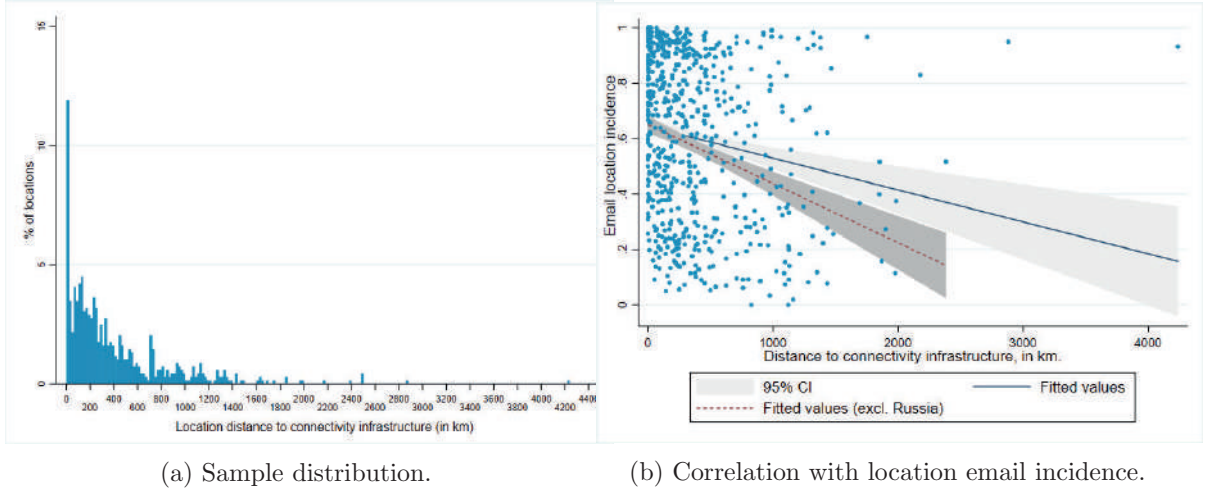 15
10
5
0
% of locations
0 400 800 1200 1600 2000 2400 2800 3200 3600 4000 4400
200 600 1000 1400 1800 2200 2600 3000 3400 3800 4200
Location distance to connectivity infrastructure (in km)
(a) Sample distribution.
1
.8
.6
.4
.2
0
Email location incidence
0 1000 2000 3000 4000
Distance to connectivity infrastructure, in km.
95% CI Fitted values
Fitted values (excl. Russia)
(b) Correlation with location email incidence.